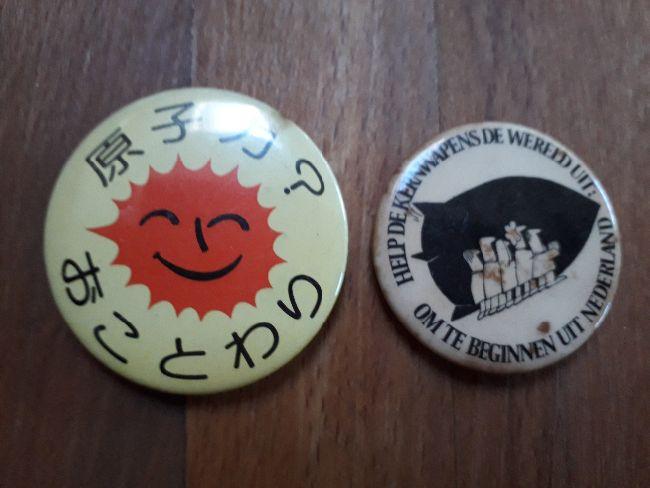 原子力?
おことわり
HELP DE KERNWAPENS DE WERELD UIT:
OM TE BEGINNEN UIT NEDERLAND